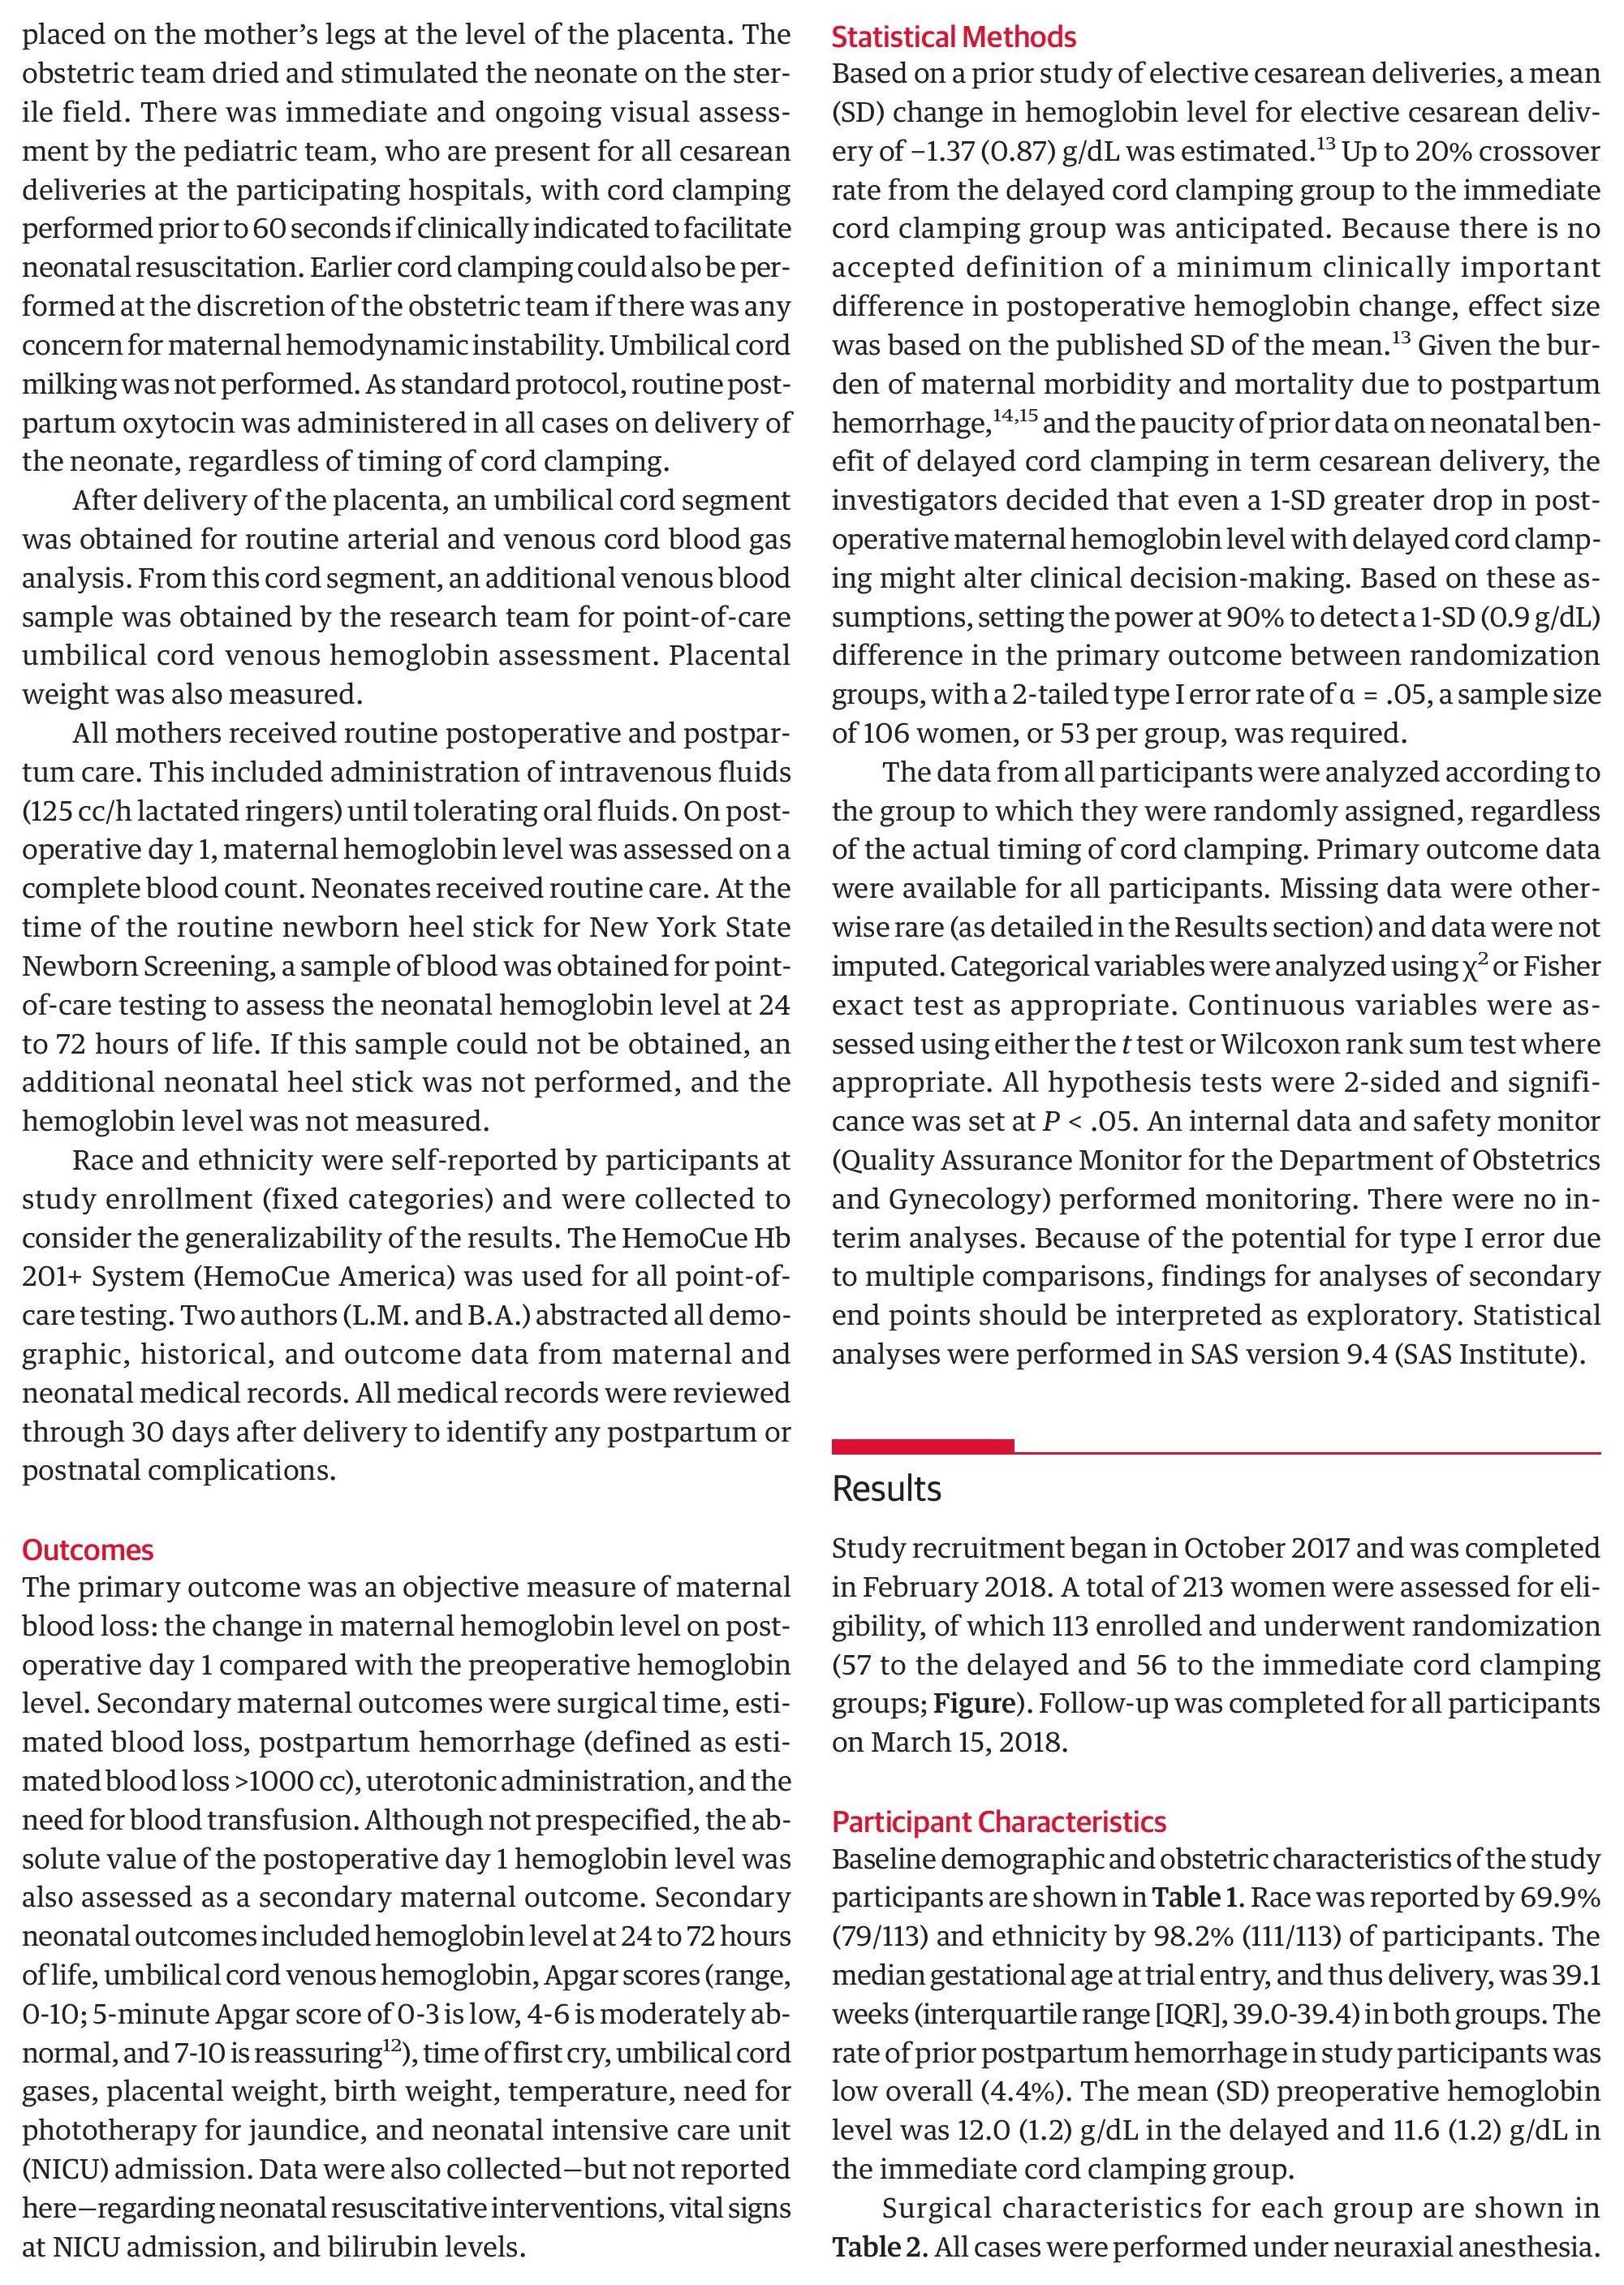 placed on the mother’s legs at the level of the placenta. The
obstetric team dried and stimulated the neonate on the ster-
ile field. There was immediate and ongoing visual assess-
ment by the pediatric team, who are present for all cesarean
deliveries at the participating hospitals, with cord clamping
performed prior to 60 seconds if clinically indicated to facilitate
neonatal resuscitation. Earlier cord clamping could also be per-
formed at the discretion of the obstetric team if there was any
concern for maternal hemodynamic instability. Umbilical cord
milking was not performed. As standard protocol, routine post-
partum oxytocin was administered in all cases on delivery of
the neonate, regardless of timing of cord clamping.
After delivery of the placenta, an umbilical cord segment
was obtained for routine arterial and venous cord blood gas
analysis. From this cord segment, an additional venous blood
sample was obtained by the research team for point-of-care
umbilical cord venous hemoglobin assessment. Placental
weight was also measured.
All mothers received routine postoperative and postpar-
tum care. This included administration of intravenous fluids
(125 cc/h lactated ringers) until tolerating oral fluids. On post-
operative day 1, maternal hemoglobin level was assessed on a
complete blood count. Neonates received routine care. At the
time of the routine newborn heel stick for New York State
Newborn Screening, a sample of blood was obtained for point-
of-care testing to assess the neonatal hemoglobin level at 24
to 72 hours of life. If this sample could not be obtained, an
additional neonatal heel stick was not performed, and the
hemoglobin level was not measured.
Race and ethnicity were self-reported by participants at
study enrollment (fixed categories) and were collected to
consider the generalizability of the results. The HemoCue Hb
201+ System (HemoCue America) was used for all point-of-
care testing. Two authors (L.M. and B.A.) abstracted all demo-
graphic, historical, and outcome data from maternal and
neonatal medical records. All medical records were reviewed
through 30 days after delivery to identify any postpartum or
postnatal complications.
Outcomes
The primary outcome was an objective measure of maternal
blood loss: the change in maternal hemoglobin level on post-
operative day 1 compared with the preoperative hemoglobin
level. Secondary maternal outcomes were surgical time, esti-
mated blood loss, postpartum hemorrhage (defined as esti-
mated blood loss >1000 cc), uterotonic administration, and the
need for blood transfusion. Although not prespecified, the ab-
solute value of the postoperative day 1 hemoglobin level was
also assessed as a secondary maternal outcome. Secondary
neonatal outcomes included hemoglobin level at 24 to 72 hours
of life, umbilical cord venous hemoglobin, Apgar scores (range,
0-10; 5-minute Apgar score of 0-3 is low, 4-6 is moderately ab-
normal, and 7-10 is reassuring¹²), time of first cry, umbilical cord
gases, placental weight, birth weight, temperature, need for
phototherapy for jaundice, and neonatal intensive care unit
(NICU) admission. Data were also collected—but not reported
here—regarding neonatal resuscitative interventions, vital signs
at NICU admission, and bilirubin levels.
Statistical Methods
Based on a prior study of elective cesarean deliveries, a mean
(SD) change in hemoglobin level for elective cesarean deliv-
ery of −1.37 (0.87) g/dL was estimated.¹³ Up to 20% crossover
rate from the delayed cord clamping group to the immediate
cord clamping group was anticipated. Because there is no
accepted definition of a minimum clinically important
difference in postoperative hemoglobin change, effect size
was based on the published SD of the mean.¹³ Given the bur-
den of maternal morbidity and mortality due to postpartum
hemorrhage,¹⁴,¹⁵ and the paucity of prior data on neonatal ben-
efit of delayed cord clamping in term cesarean delivery, the
investigators decided that even a 1-SD greater drop in post-
operative maternal hemoglobin level with delayed cord clamp-
ing might alter clinical decision-making. Based on these as-
sumptions, setting the power at 90% to detect a 1-SD (0.9 g/dL)
difference in the primary outcome between randomization
groups, with a 2-tailed type I error rate of α = .05, a sample size
of 106 women, or 53 per group, was required.
The data from all participants were analyzed according to
the group to which they were randomly assigned, regardless
of the actual timing of cord clamping. Primary outcome data
were available for all participants. Missing data were other-
wise rare (as detailed in the Results section) and data were not
imputed. Categorical variables were analyzed using χ² or Fisher
exact test as appropriate. Continuous variables were as-
sessed using either the t test or Wilcoxon rank sum test where
appropriate. All hypothesis tests were 2-sided and signifi-
cance was set at P < .05. An internal data and safety monitor
(Quality Assurance Monitor for the Department of Obstetrics
and Gynecology) performed monitoring. There were no in-
terim analyses. Because of the potential for type I error due
to multiple comparisons, findings for analyses of secondary
end points should be interpreted as exploratory. Statistical
analyses were performed in SAS version 9.4 (SAS Institute).
Results
Study recruitment began in October 2017 and was completed
in February 2018. A total of 213 women were assessed for eli-
gibility, of which 113 enrolled and underwent randomization
(57 to the delayed and 56 to the immediate cord clamping
groups; Figure). Follow-up was completed for all participants
on March 15, 2018.
Participant Characteristics
Baseline demographic and obstetric characteristics of the study
participants are shown in Table 1. Race was reported by 69.9%
(79/113) and ethnicity by 98.2% (111/113) of participants. The
median gestational age at trial entry, and thus delivery, was 39.1
weeks (interquartile range [IQR], 39.0-39.4) in both groups. The
rate of prior postpartum hemorrhage in study participants was
low overall (4.4%). The mean (SD) preoperative hemoglobin
level was 12.0 (1.2) g/dL in the delayed and 11.6 (1.2) g/dL in
the immediate cord clamping group.
Surgical characteristics for each group are shown in
Table 2. All cases were performed under neuraxial anesthesia.